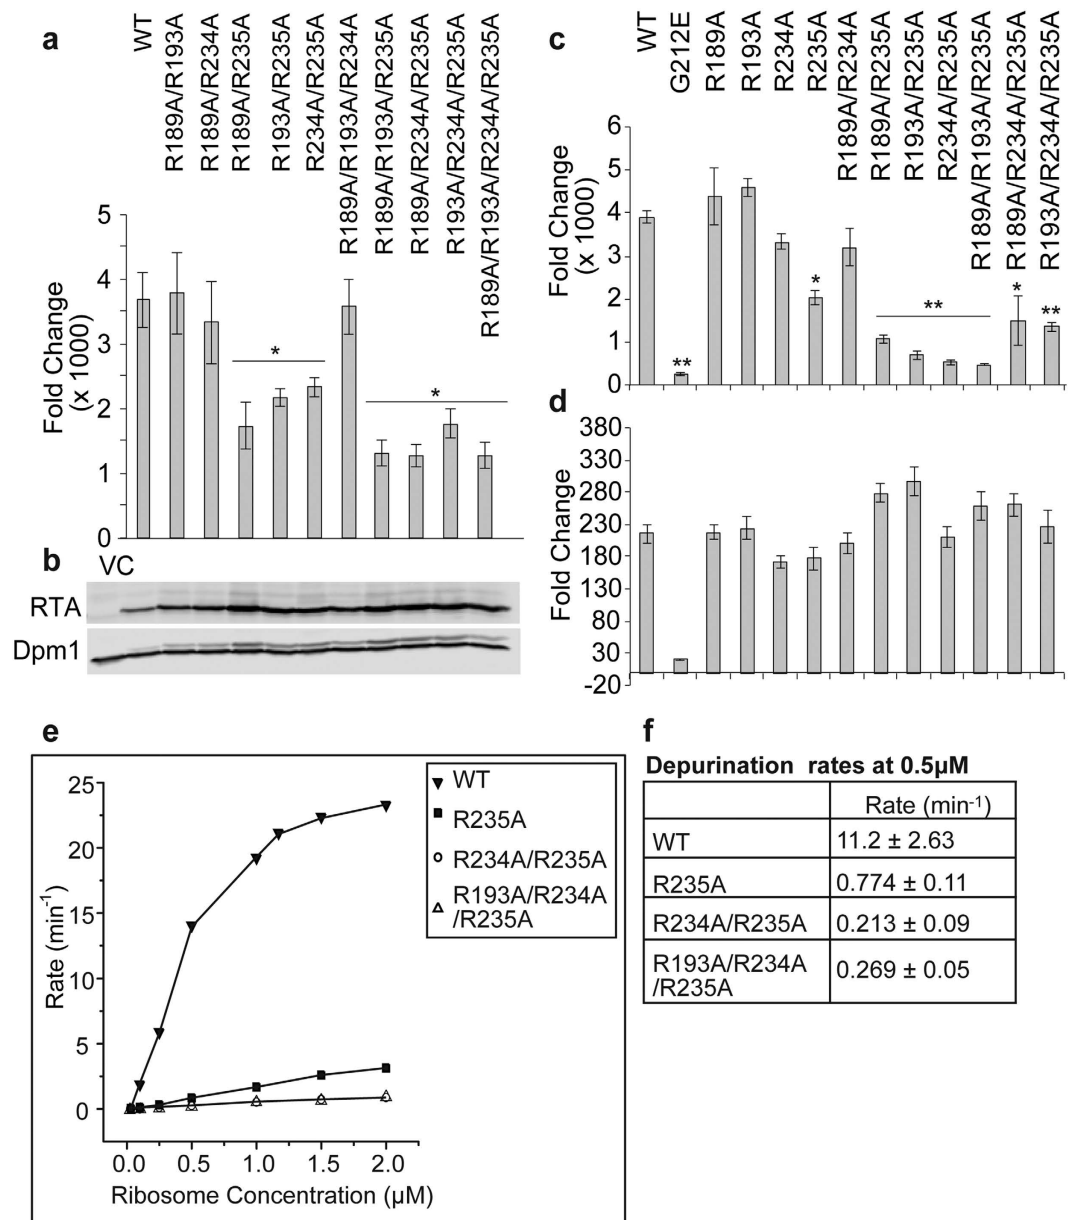 a
WT
R189A/R193A
R189A/R234A
R189A/R235A
R193A/R235A
R234A/R235A
R189A/R193A/R234A
R189A/R193A/R235A
R189A/R234A/R235A
R193A/R234A/R235A
R189A/R193A/R234A/R235A
Fold Change
(x 1000)
5
4
3
2
1
0
*
*
b
VC
RTA
Dpm1
c
WT
G212E
R189A
R193A
R234A
R235A
R189A/R234A
R189A/R235A
R193A/R235A
R234A/R235A
R189A/R193A/R235A
R189A/R234A/R235A
R193A/R234A/R235A
Fold Change
(x 1000)
6
5
4
3
2
1
0
**
*
**
*
**
d
Fold Change
380
330
280
230
180
130
80
30
-20
e
Rate (min-1)
25
20
15
10
5
0
0.0 0.5 1.0 1.5 2.0
Ribosome Concentration (µM)
WT
R235A
R234A/R235A
R193A/R234A
/R235A
f
Depurination rates at 0.5µM
Rate (min-1)
WT 11.2 ± 2.63
R235A 0.774 ± 0.11
R234A/R235A 0.213 ± 0.09
R193A/R234A
/R235A 0.269 ± 0.05